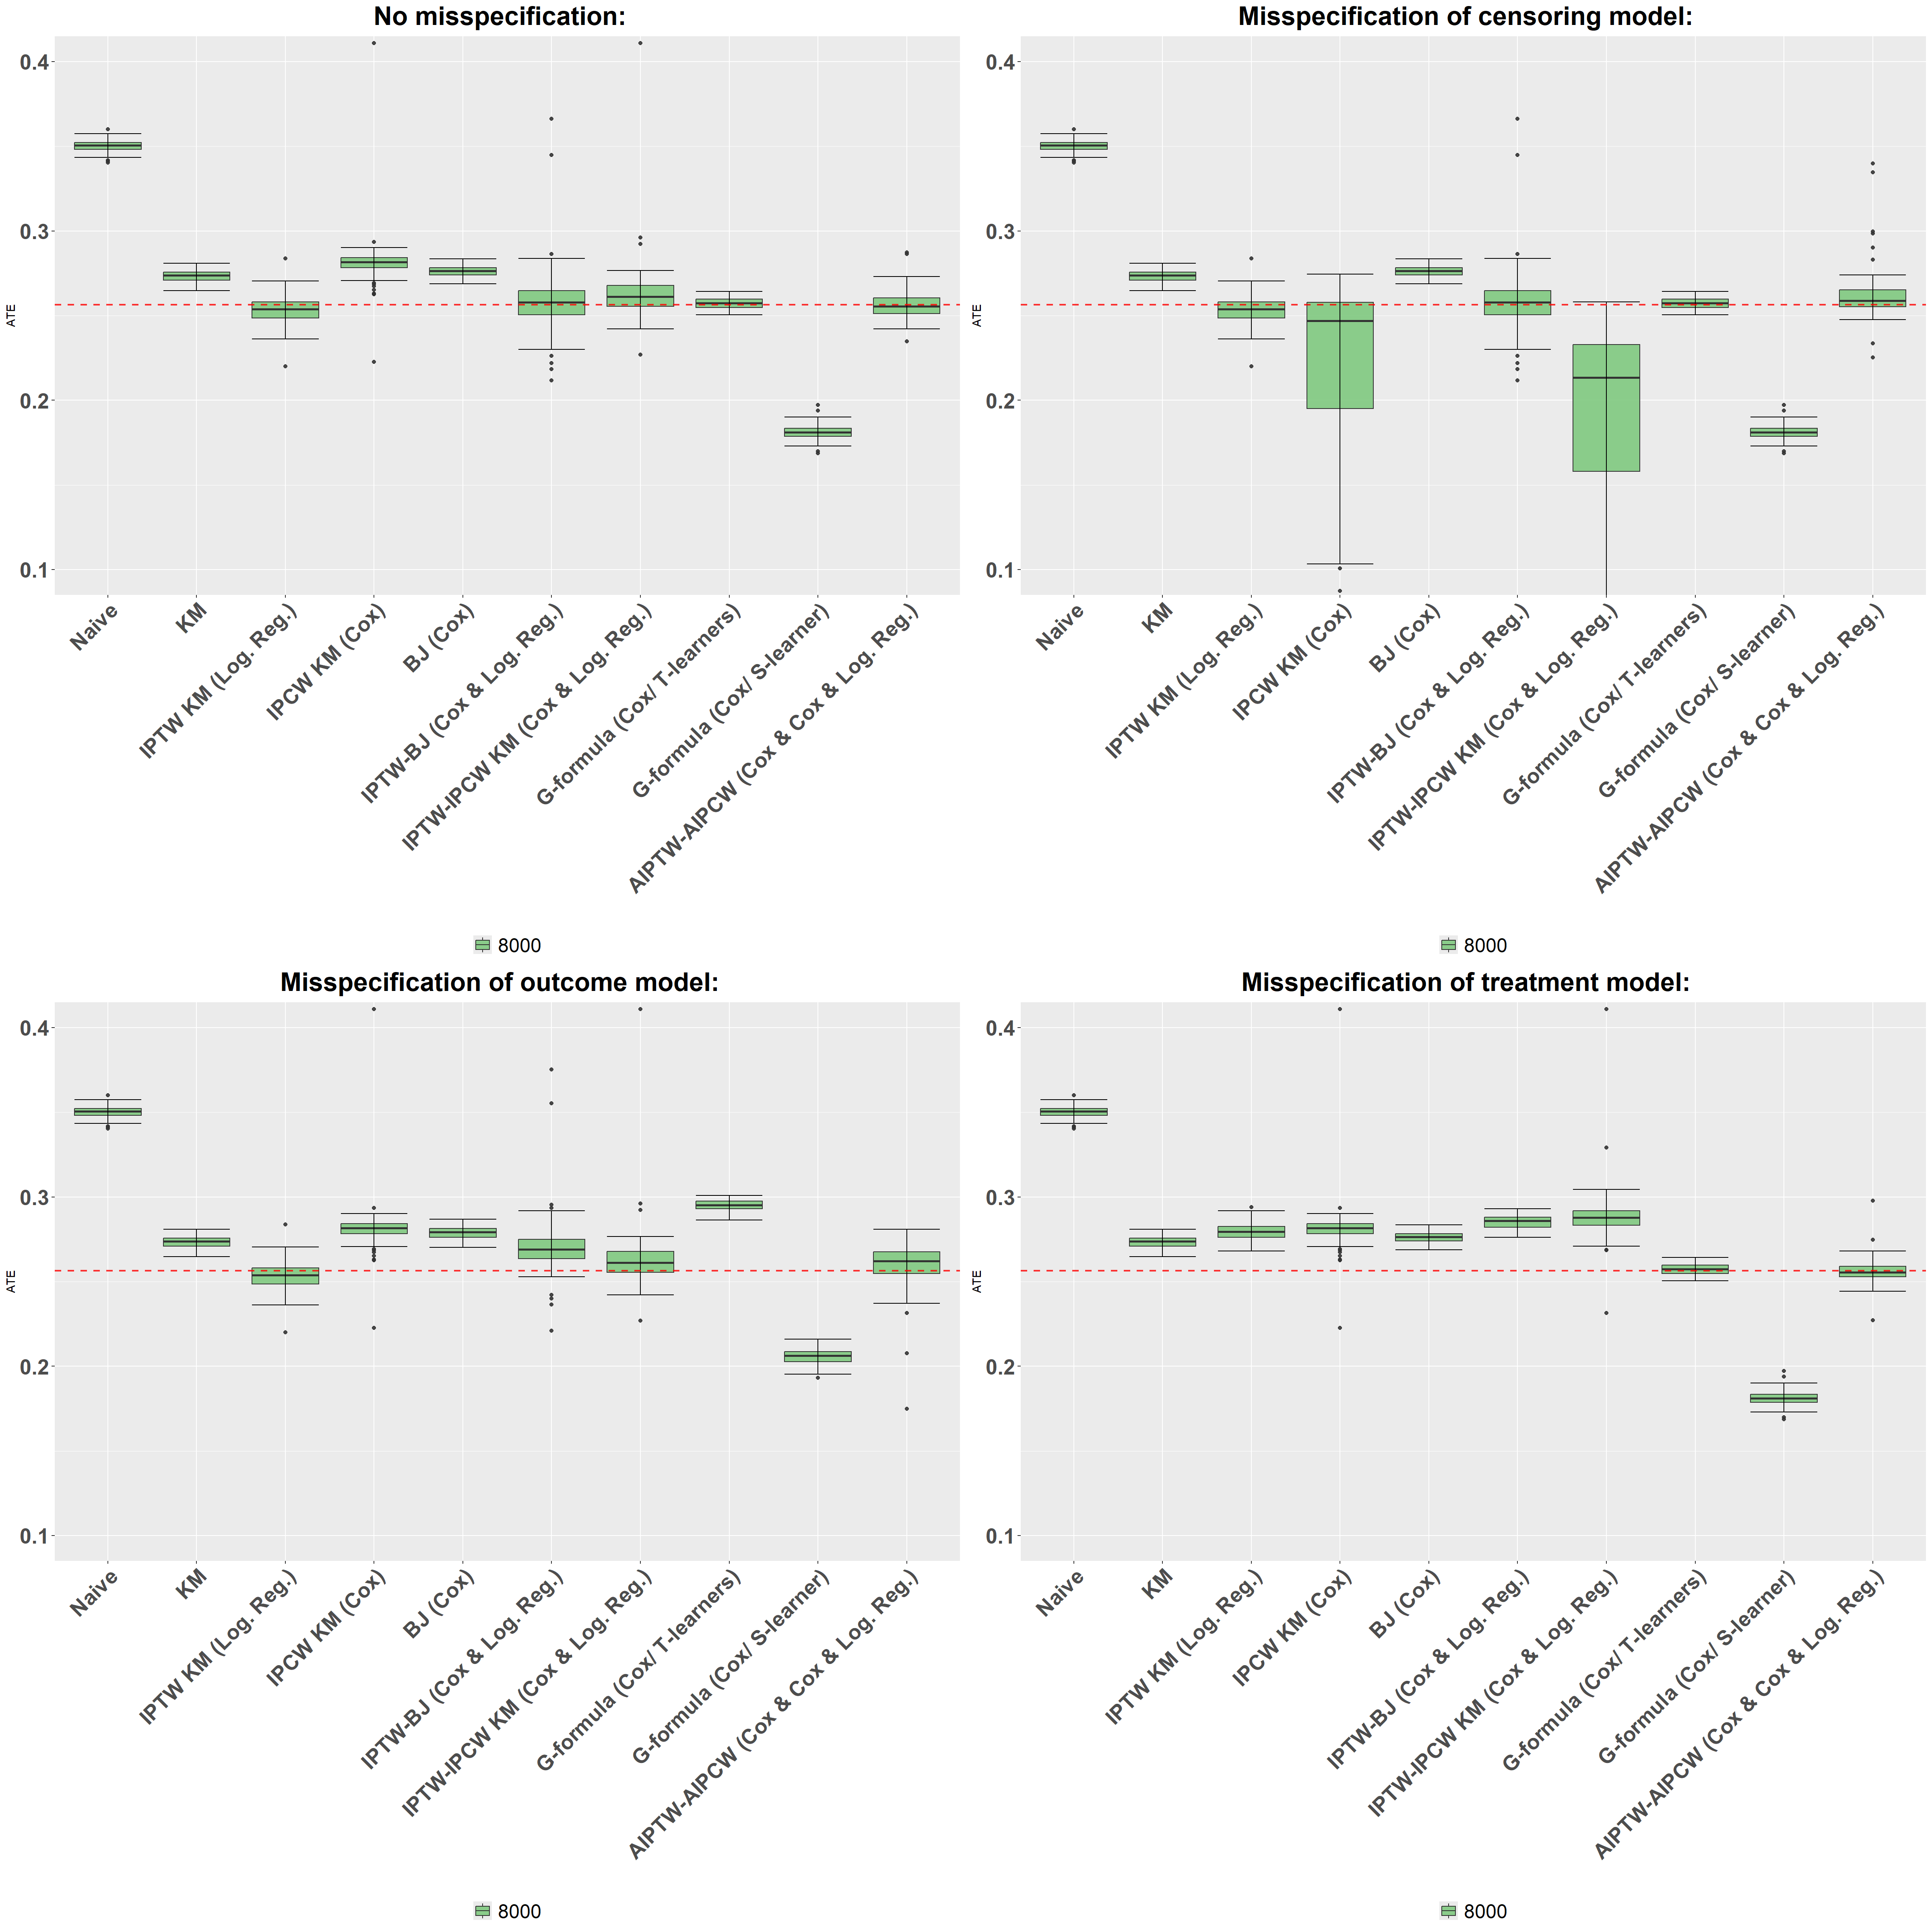 No misspecification:
ATE
0.4
0.3
0.2
0.1
Naive
KM
IPTW KM (Log. Reg.)
IPCW KM (Cox)
BJ (Cox)
IPTW-BJ (Cox & Log. Reg.)
IPTW-IPCW KM (Cox & Log. Reg.)
G-formula (Cox/ T-learners)
G-formula (Cox/ S-learner)
AIPTW-AIPCW (Cox & Cox & Log. Reg.)
8000
Misspecification of censoring model:
ATE
0.4
0.3
0.2
0.1
Naive
KM
IPTW KM (Log. Reg.)
IPCW KM (Cox)
BJ (Cox)
IPTW-BJ (Cox & Log. Reg.)
IPTW-IPCW KM (Cox & Log. Reg.)
G-formula (Cox/ T-learners)
G-formula (Cox/ S-learner)
AIPTW-AIPCW (Cox & Cox & Log. Reg.)
8000
Misspecification of outcome model:
ATE
0.4
0.3
0.2
0.1
Naive
KM
IPTW KM (Log. Reg.)
IPCW KM (Cox)
BJ (Cox)
IPTW-BJ (Cox & Log. Reg.)
IPTW-IPCW KM (Cox & Log. Reg.)
G-formula (Cox/ T-learners)
G-formula (Cox/ S-learner)
AIPTW-AIPCW (Cox & Cox & Log. Reg.)
8000
Misspecification of treatment model:
ATE
0.4
0.3
0.2
0.1
Naive
KM
IPTW KM (Log. Reg.)
IPCW KM (Cox)
BJ (Cox)
IPTW-BJ (Cox & Log. Reg.)
IPTW-IPCW KM (Cox & Log. Reg.)
G-formula (Cox/ T-learners)
G-formula (Cox/ S-learner)
AIPTW-AIPCW (Cox & Cox & Log. Reg.)
8000